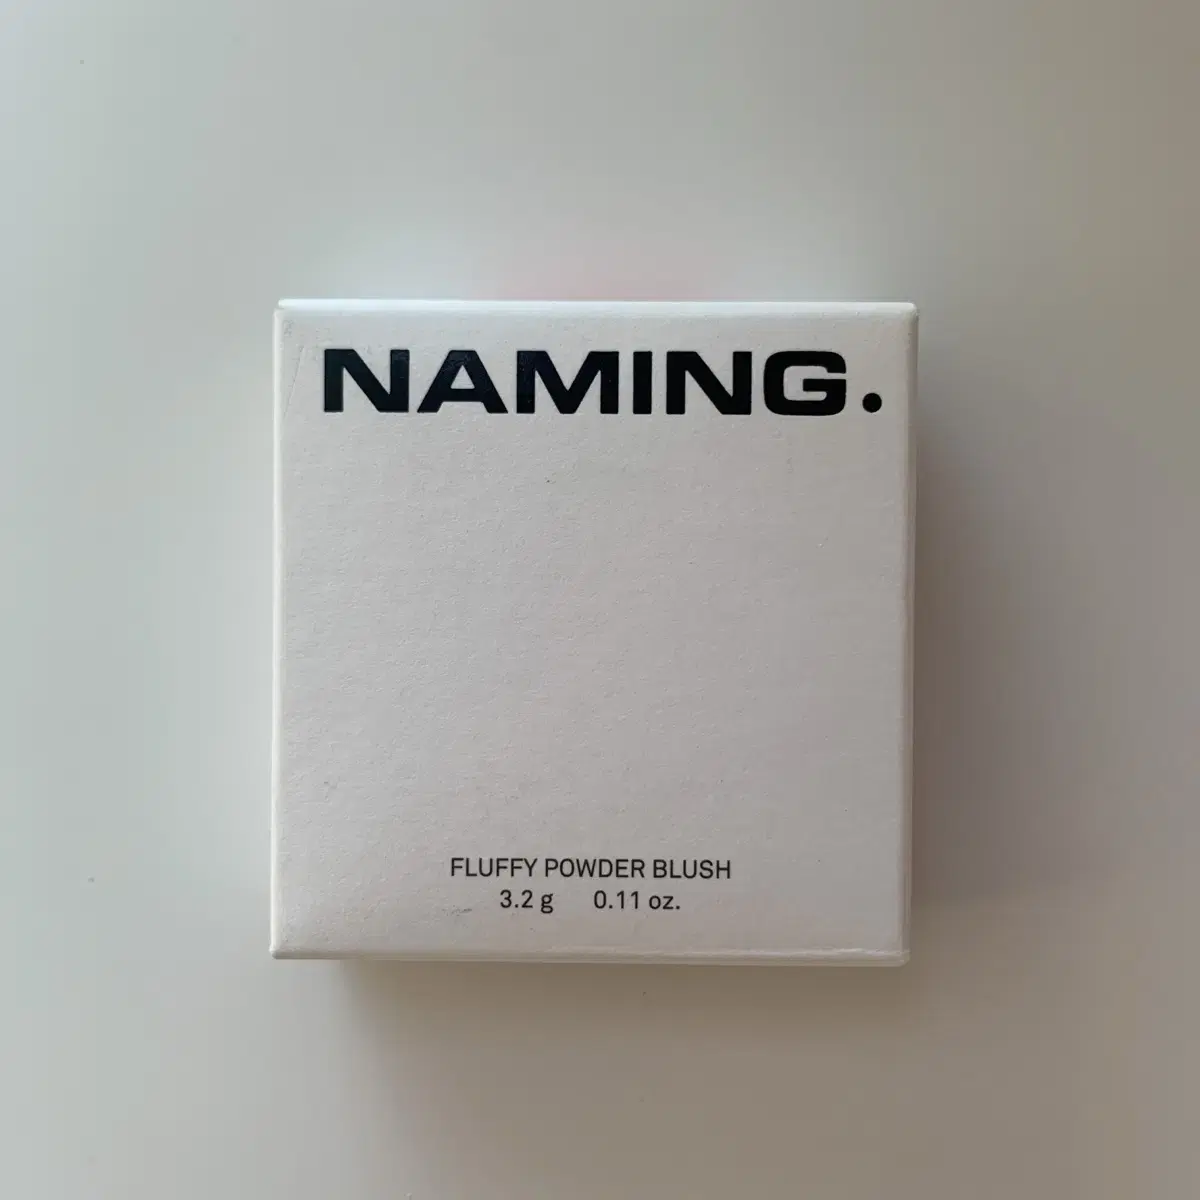 NAMING.
FLUFFY POWDER BLUSH
3.2 g 0.11 oz.